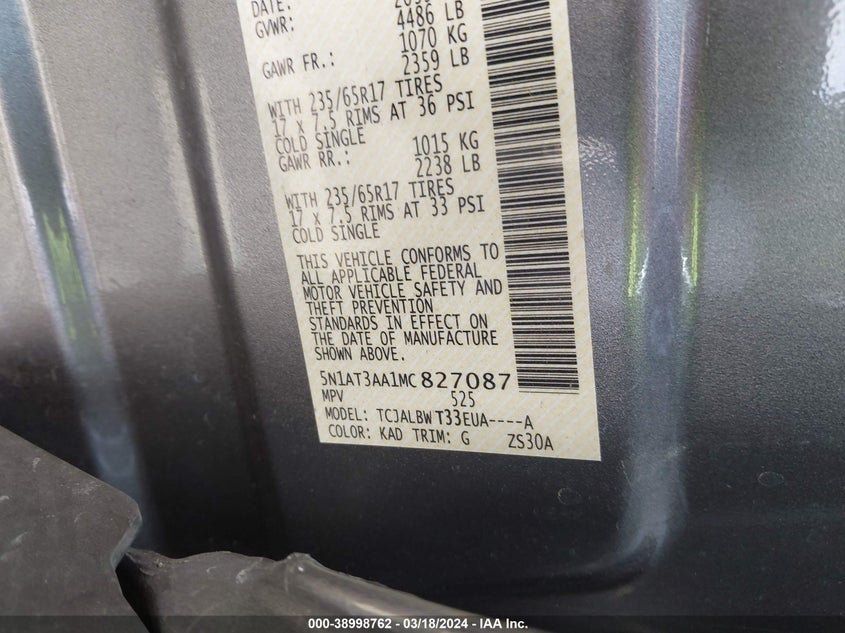 DATE:
GVWR: 4486 LB
1070 KG
GAWR FR.: 2359 LB
WITH 235/65R17 TIRES
17 x 7.5 RIMS AT 36 PSI
COLD SINGLE
1015 KG
GAWR RR.: 2238 LB
WITH 235/65R17 TIRES
17 x 7.5 RIMS AT 33 PSI
COLD SINGLE
THIS VEHICLE CONFORMS TO
ALL APPLICABLE FEDERAL
MOTOR VEHICLE SAFETY AND
THEFT PREVENTION
STANDARDS IN EFFECT ON
THE DATE OF MANUFACTURE
SHOWN ABOVE.
5N1AT3AA1MC827087
MPV 525
MODEL: TCJALBWT33EUA----A
COLOR: KAD TRIM: G ZS30A
000-38998762 — 03/18/2024 — IAA Inc.